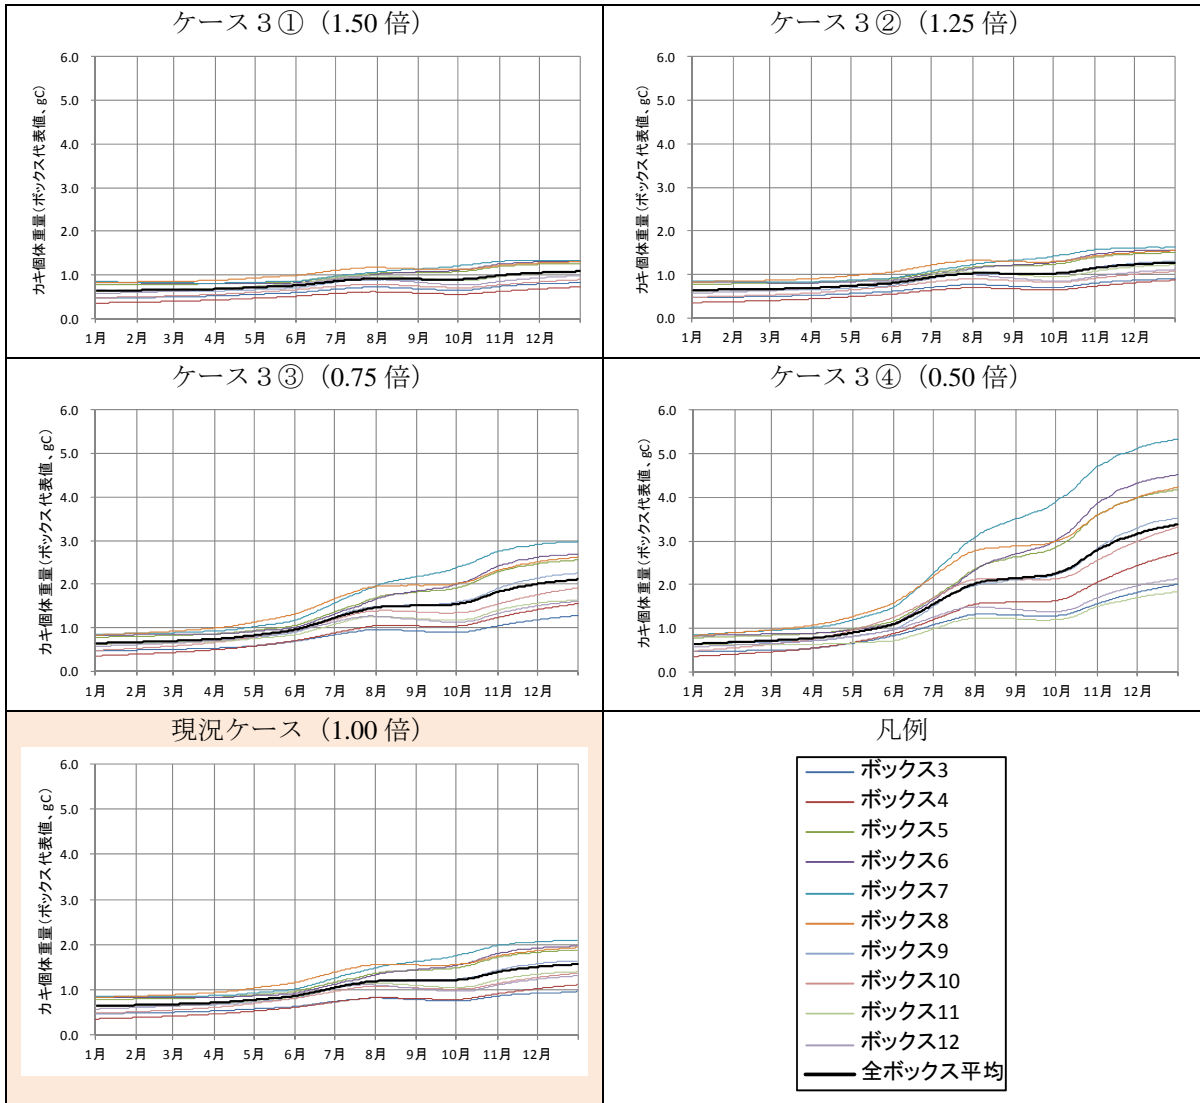 ケース3①（1.50 倍）
カキ個体重量(ボックス代表値、gC)
6.0
5.0
4.0
3.0
2.0
1.0
0.0
1月 2月 3月 4月 5月 6月 7月 8月 9月 10月 11月 12月
ケース3②（1.25 倍）
カキ個体重量(ボックス代表値、gC)
6.0
5.0
4.0
3.0
2.0
1.0
0.0
1月 2月 3月 4月 5月 6月 7月 8月 9月 10月 11月 12月
ケース3③（0.75 倍）
カキ個体重量(ボックス代表値、gC)
6.0
5.0
4.0
3.0
2.0
1.0
0.0
1月 2月 3月 4月 5月 6月 7月 8月 9月 10月 11月 12月
ケース3④（0.50 倍）
カキ個体重量(ボックス代表値、gC)
6.0
5.0
4.0
3.0
2.0
1.0
0.0
1月 2月 3月 4月 5月 6月 7月 8月 9月 10月 11月 12月
現況ケース（1.00 倍）
カキ個体重量(ボックス代表値、gC)
6.0
5.0
4.0
3.0
2.0
1.0
0.0
1月 2月 3月 4月 5月 6月 7月 8月 9月 10月 11月 12月
凡例
ボックス3
ボックス4
ボックス5
ボックス6
ボックス7
ボックス8
ボックス9
ボックス10
ボックス11
ボックス12
全ボックス平均